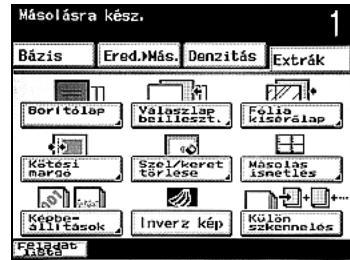 Másolásra kész.
1
Bázis Ered.›Más. Denzitás Extrák
Borítólap Válaszlap Fólia
beilleszt. kísérőlap
Kötési Szél/keret Másolás
margó törlése ismétlés
Képbe- Inverz kép Külön
állítások szkennelés
Feladat
lista